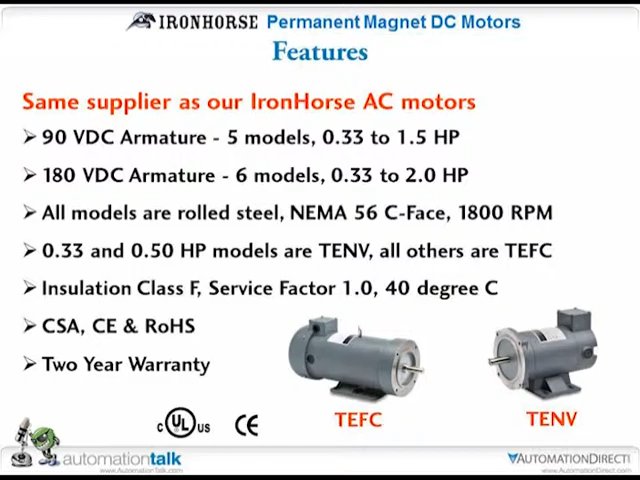 IRONHORSE Permanent Magnet DC Motors
Features
Same supplier as our IronHorse AC motors
➢ 90 VDC Armature - 5 models, 0.33 to 1.5 HP
➢ 180 VDC Armature - 6 models, 0.33 to 2.0 HP
➢ All models are rolled steel, NEMA 56 C-Face, 1800 RPM
➢ 0.33 and 0.50 HP models are TENV, all others are TEFC
➢ Insulation Class F, Service Factor 1.0, 40 degree C
➢ CSA, CE & RoHS
➢ Two Year Warranty
TEFC
TENV
c UL US CE
automationtalk
www.AutomationTalk.com
AUTOMATIONDIRECT!
www.AutomationDirect.com